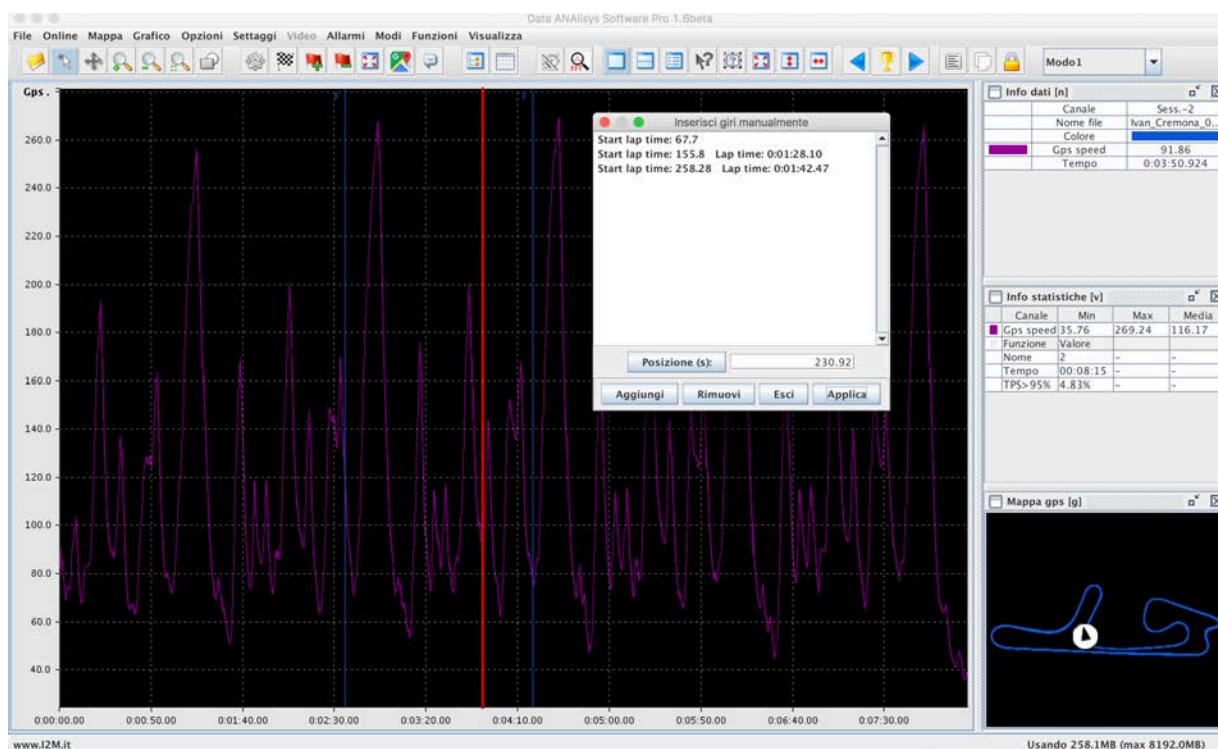 Data ANAlisys Software Pro 1.6beta
File Online Mappa Grafico Opzioni Settaggi Video Allarmi Modi Funzioni Visualizza
Modo1
Gps .
260.0
240.0
220.0
200.0
180.0
160.0
140.0
120.0
100.0
80.0
60.0
40.0
0:00:00.00 0:00:50.00 0:01:40.00 0:02:30.00 0:03:20.00 0:04:10.00 0:05:00.00 0:05:50.00 0:06:40.00 0:07:30.00
Inserisci giri manualmente
Start lap time: 67.7
Start lap time: 155.8 Lap time: 0:01:28.10
Start lap time: 258.28 Lap time: 0:01:42.47
Posizione (s): 230.92
Aggiungi Rimuovi Esci Applica
Info dati [n]
Canale Sess.-2
Nome file Ivan_Cremona_0..
Colore
Gps speed 91.86
Tempo 0:03:50.924
Info statistiche [v]
Canale Min Max Media
Gps speed 35.76 269.24 116.17
Funzione Valore
Nome 2 - -
Tempo 00:08:15 - -
TPS>95% 4.83% - -
Mappa gps [g]
www.I2M.it
Usando 258.1MB (max 8192.0MB)